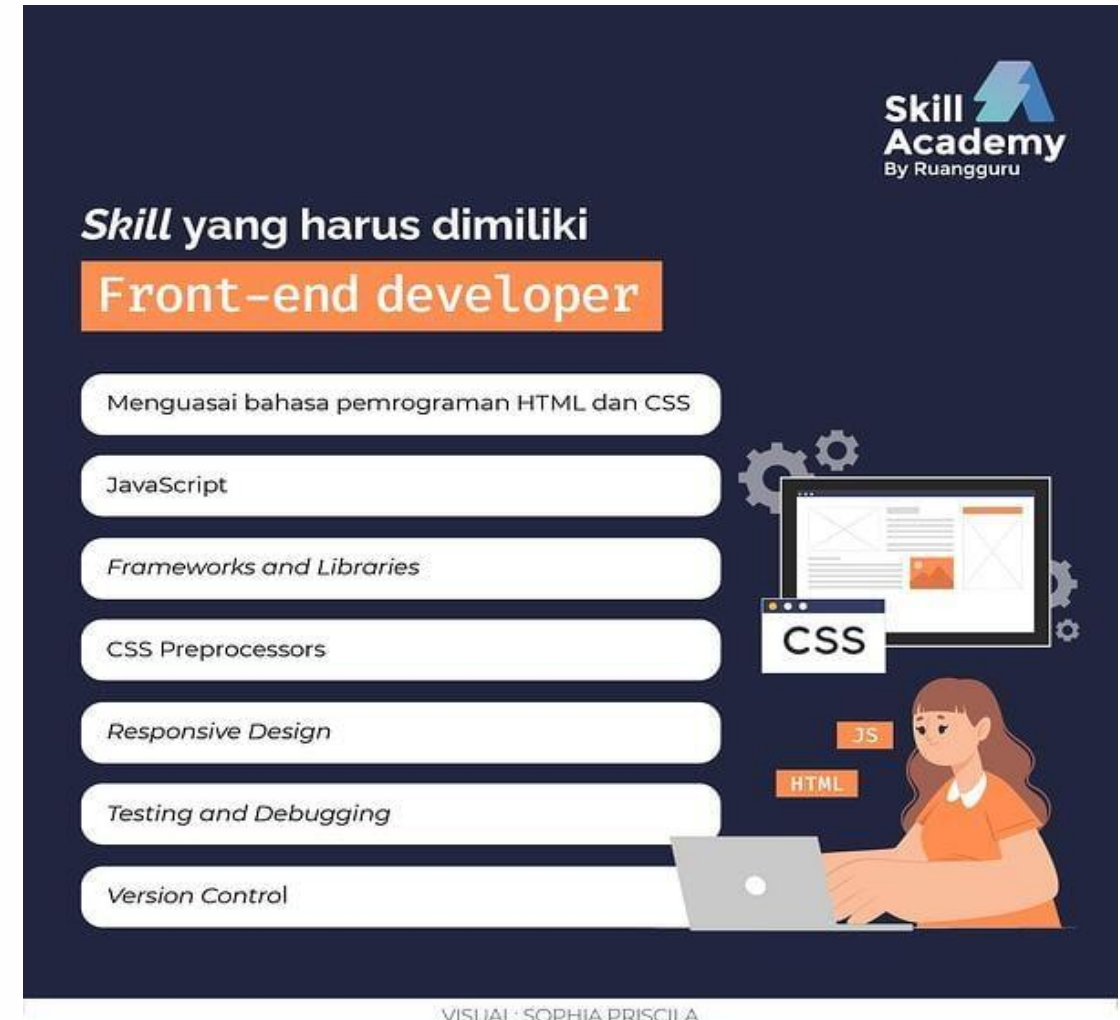 Skill
Academy
By Ruangguru
Skill yang harus dimiliki
Front-end developer
Menguasai bahasa pemrograman HTML dan CSS
JavaScript
Frameworks and Libraries
CSS Preprocessors
CSS
Responsive Design
JS
HTML
Testing and Debugging
Version Control
VISUAL: SOPHIA PRISCILA